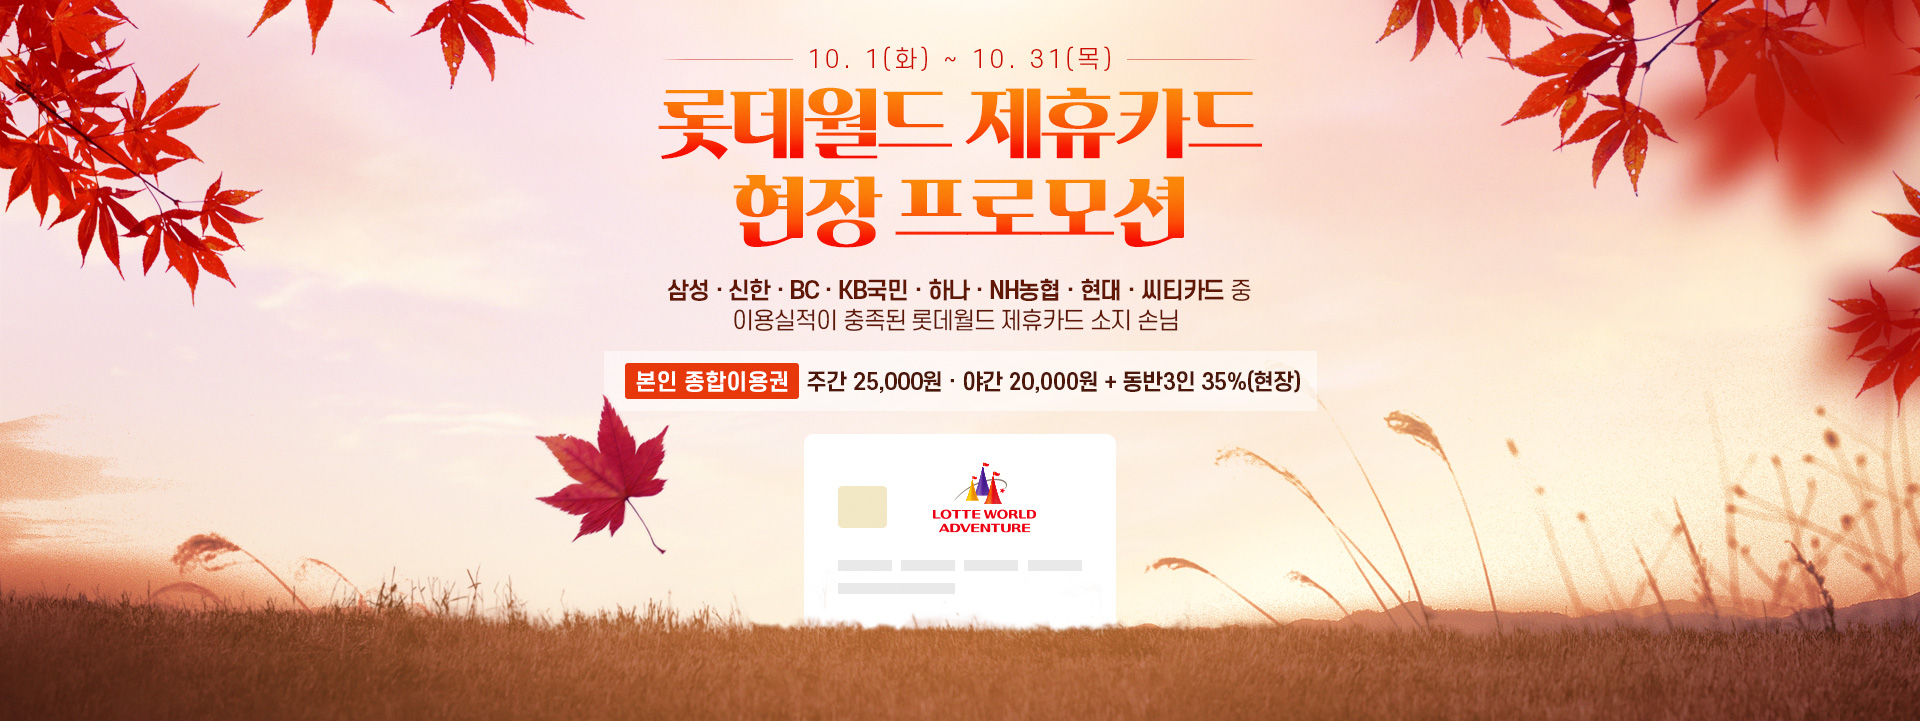 10. 1(화) ~ 10. 31(목)
롯데월드 제휴카드
현장 프로모션
삼성 · 신한 · BC · KB국민 · 하나 · NH농협 · 현대 · 씨티카드 중
이용실적이 충족된 롯데월드 제휴카드 소지 손님
본인 종합이용권 주간 25,000원 · 야간 20,000원 + 동반3인 35%(현장)
LOTTE WORLD
ADVENTURE